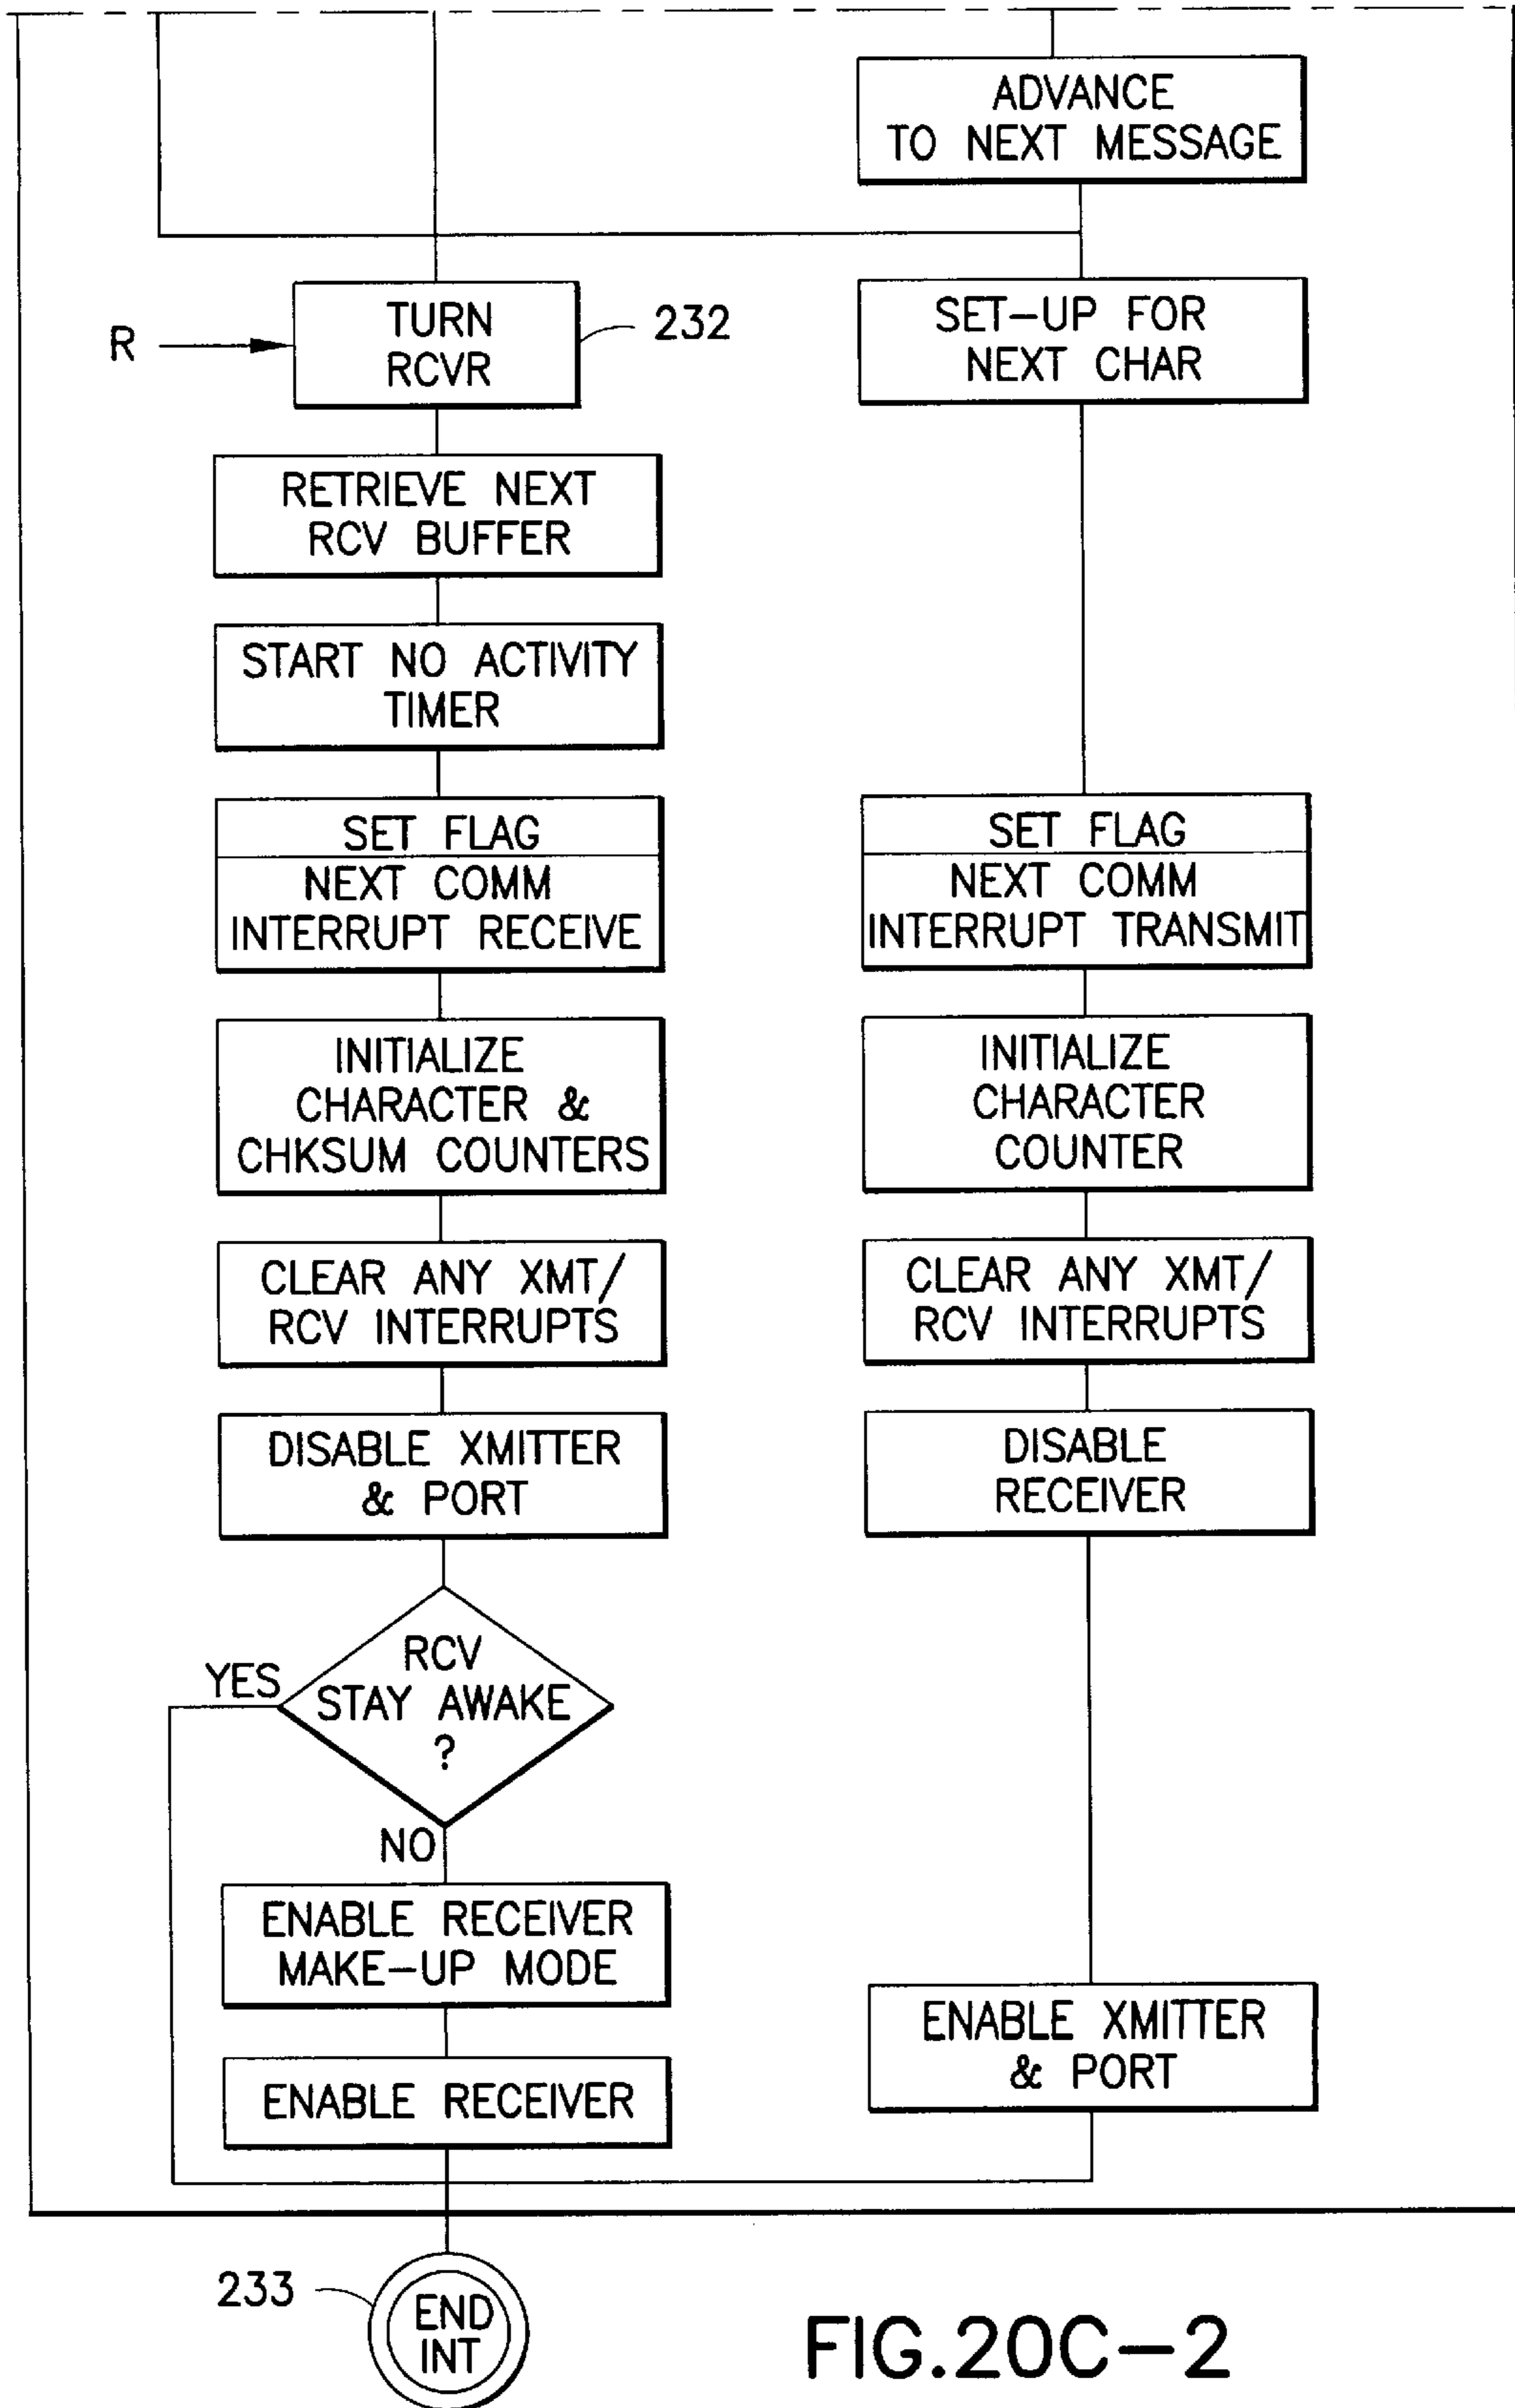 ADVANCE
TO NEXT MESSAGE
R
TURN
RCVR
232
SET-UP FOR
NEXT CHAR
RETRIEVE NEXT
RCV BUFFER
START NO ACTIVITY
TIMER
SET FLAG
NEXT COMM
INTERRUPT RECEIVE
SET FLAG
NEXT COMM
INTERRUPT TRANSMIT
INITIALIZE
CHARACTER &
CHKSUM COUNTERS
INITIALIZE
CHARACTER
COUNTER
CLEAR ANY XMT/
RCV INTERRUPTS
CLEAR ANY XMT/
RCV INTERRUPTS
DISABLE XMITTER
& PORT
DISABLE
RECEIVER
YES
RCV
STAY AWAKE
?
NO
ENABLE RECEIVER
MAKE-UP MODE
ENABLE XMITTER
& PORT
ENABLE RECEIVER
233
END
INT
FIG.20C-2